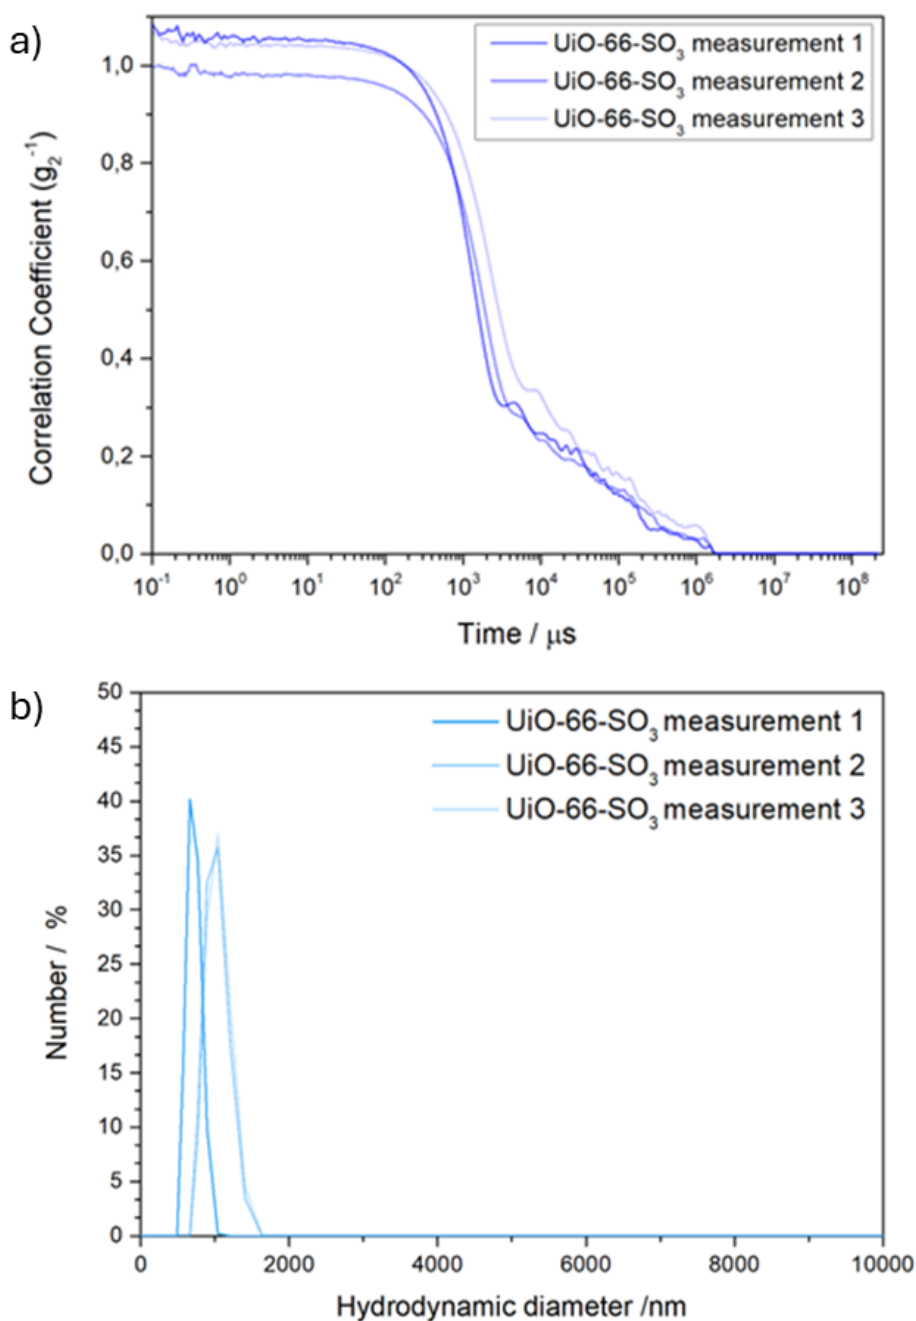 a)
UiO-66-SO₃ measurement 1
UiO-66-SO₃ measurement 2
UiO-66-SO₃ measurement 3
Correlation Coefficient (g₂⁻¹)
1,0
0,8
0,6
0,4
0,2
0,0
10⁻¹ 10⁰ 10¹ 10² 10³ 10⁴ 10⁵ 10⁶ 10⁷ 10⁸
Time / μs
b)
UiO-66-SO₃ measurement 1
UiO-66-SO₃ measurement 2
UiO-66-SO₃ measurement 3
Number / %
50
45
40
35
30
25
20
15
10
5
0
0 2000 4000 6000 8000 10000
Hydrodynamic diameter /nm